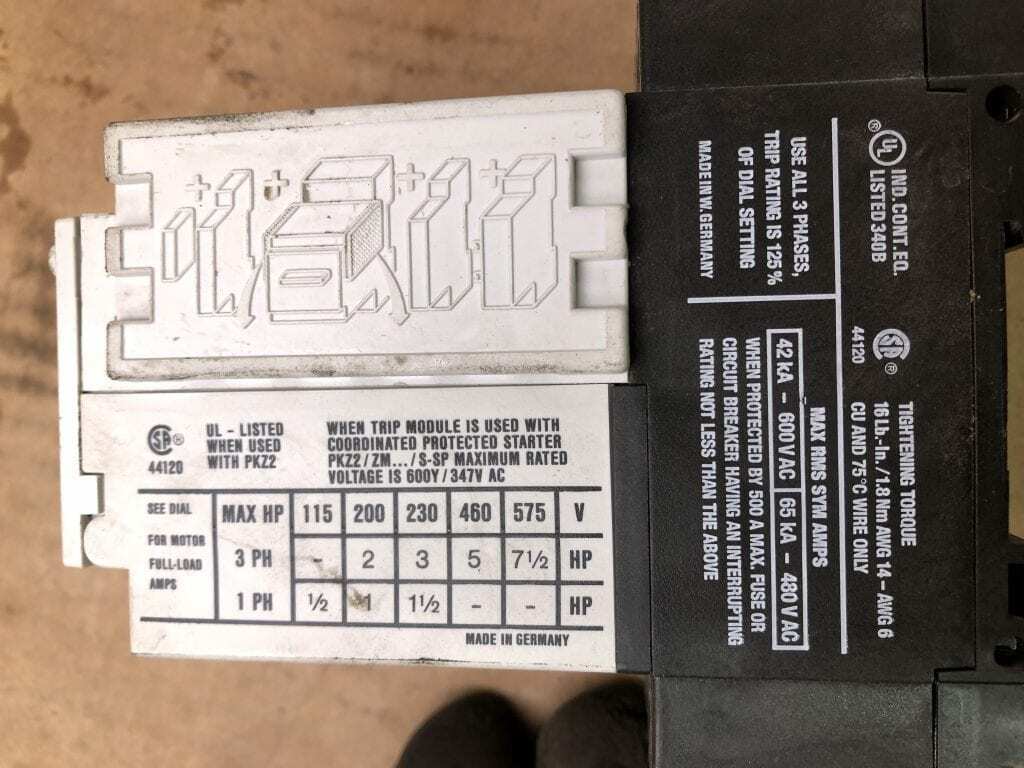 UL ® IND. CONT. EQ.
LISTED 340B
SP ®
44120
TIGHTENING TORQUE
16 Lb.-In./1.8 Nm AWG 14 - AWG 6
CU AND 75°C WIRE ONLY
USE ALL 3 PHASES,
TRIP RATING IS 125%
OF DIAL SETTING
MADE IN W. GERMANY
MAX RMS SYM AMPS
42 kA - 600 V AC 65 kA - 480 V AC
WHEN PROTECTED BY 500 A MAX. FUSE OR
CIRCUIT BREAKER HAVING AN INTERRUPTING
RATING NOT LESS THAN THE ABOVE
+ + + +
SP ®
44120
UL - LISTED
WHEN USED
WITH PKZ2
WHEN TRIP MODULE IS USED WITH
COORDINATED PROTECTED STARTER
PKZ2/ZM.../S-SP MAXIMUM RATED
VOLTAGE IS 600Y/347V AC
SEE DIAL
FOR MOTOR
FULL-LOAD
AMPS
MAX HP 115 200 230 460 575 V
3 PH - 2 3 5 7½ HP
1 PH ½ 1 1½ - - HP
MADE IN GERMANY